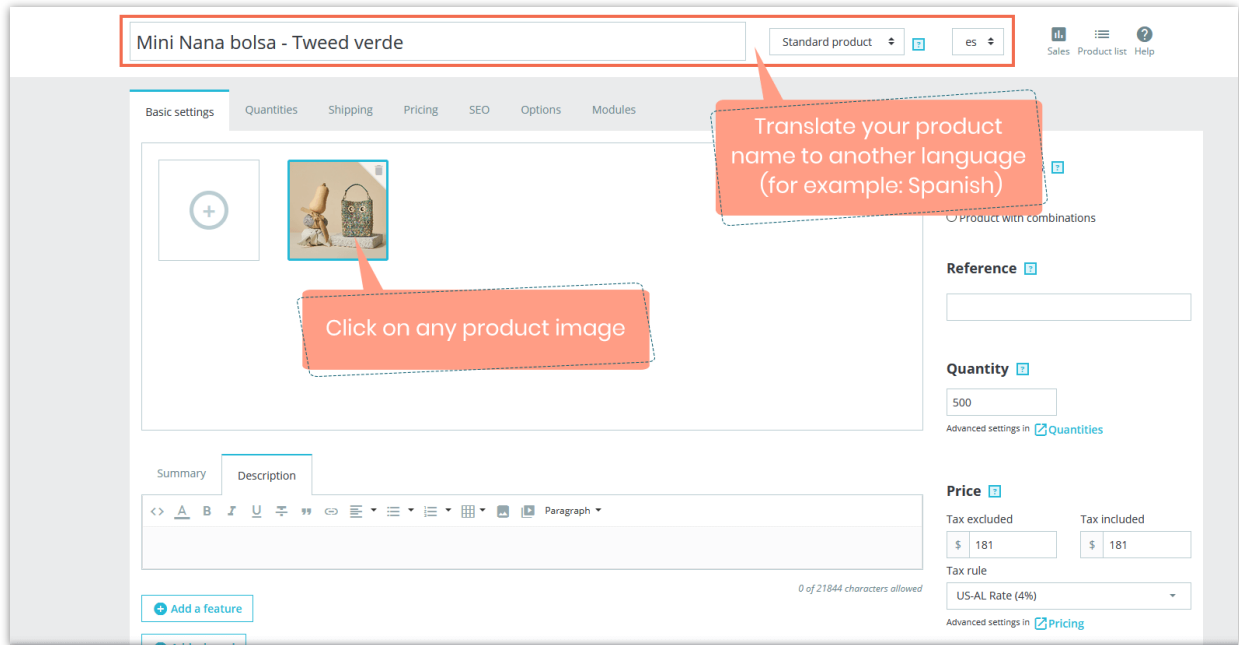 Mini Nana bolsa - Tweed verde
Standard product
es
Sales
Product list
Help
Basic settings
Quantities
Shipping
Pricing
SEO
Options
Modules
Translate your product
name to another language
(for example: Spanish)
Product with combinations
Click on any product image
Reference
Quantity
500
Advanced settings in Quantities
Summary
Description
Paragraph
0 of 21844 characters allowed
Add a feature
Price
Tax excluded
Tax included
$ 181
$ 181
Tax rule
US-AL Rate (4%)
Advanced settings in Pricing